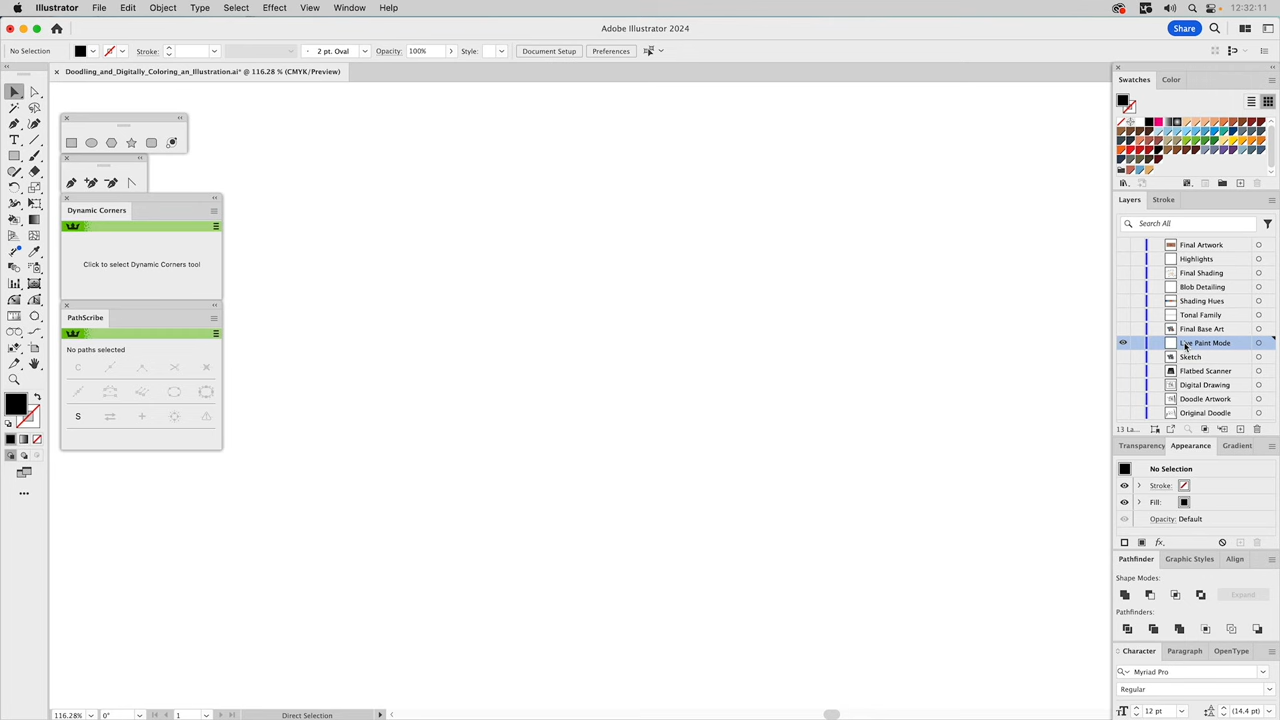 Illustrator File Edit Object Type Select Effect View Window Help 12:32:11
Adobe Illustrator 2024
Share
No Selection Stroke: 2 pt. Oval Opacity: 100% Style: Document Setup Preferences
Doodling_and_Digitally_Coloring_an_Illustration.ai* @ 116.28 % (CMYK/Preview)
Swatches Color
Dynamic Corners
Click to select Dynamic Corners tool
PathScribe
No paths selected
Layers Stroke
Search All
Final Artwork
Highlights
Final Shading
Blob Detailing
Shading Hues
Tonal Family
Final Base Art
Live Paint Mode
Sketch
Flatbed Scanner
Digital Drawing
Doodle Artwork
Original Doodle
13 La...
Transparency Appearance Gradient
No Selection
Stroke:
Fill:
Opacity: Default
fx.
Pathfinder Graphic Styles Align
Shape Modes:
Expand
Pathfinders:
Character Paragraph OpenType
Myriad Pro
Regular
12 pt (14.4 pt)
116.28% 0° 1 Direct Selection